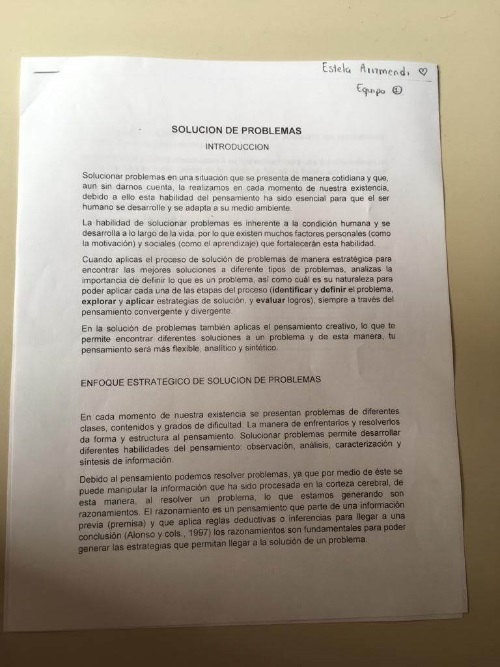 Estela Arizmendi ♡
Equipo ②
SOLUCION DE PROBLEMAS
INTRODUCCION
Solucionar problemas en una situación que se presenta de manera cotidiana y que,
aun sin darnos cuenta, la realizamos en cada momento de nuestra existencia,
debido a ello esta habilidad del pensamiento ha sido esencial para que el ser
humano se desarrolle y se adapta a su medio ambiente.
La habilidad de solucionar problemas es inherente a la condición humana y se
desarrolla a lo largo de la vida, por lo que existen muchos factores personales (como
la motivación) y sociales (como el aprendizaje) que fortalecerán esta habilidad.
Cuando aplicas el proceso de solución de problemas de manera estratégica para
encontrar las mejores soluciones a diferente tipos de problemas, analizas la
importancia de definir lo que es un problema, así como cuál es su naturaleza para
poder aplicar cada una de las etapas del proceso (identificar y definir el problema,
explorar y aplicar estrategias de solución, y evaluar logros), siempre a través del
pensamiento convergente y divergente.
En la solución de problemas también aplicas el pensamiento creativo, lo que te
permite encontrar diferentes soluciones a un problema y de esta manera, tu
pensamiento será más flexible, analítico y sintético.
ENFOQUE ESTRATEGICO DE SOLUCION DE PROBLEMAS
En cada momento de nuestra existencia se presentan problemas de diferentes
clases, contenidos y grados de dificultad. La manera de enfrentarlos y resolverlos
da forma y estructura al pensamiento. Solucionar problemas permite desarrollar
diferentes habilidades del pensamiento: observación, análisis, caracterización y
síntesis de información.
Debido al pensamiento podemos resolver problemas, ya que por medio de éste se
puede manipular la información que ha sido procesada en la corteza cerebral, de
esta manera, al resolver un problema, lo que estamos generando son
razonamientos. El razonamiento es un pensamiento que parte de una información
previa (premisa) y que aplica reglas deductivas o inferencias para llegar a una
conclusión (Alonso y cols., 1997) los razonamientos son fundamentales para poder
generar las estrategias que permitan llegar a la solución de un problema.